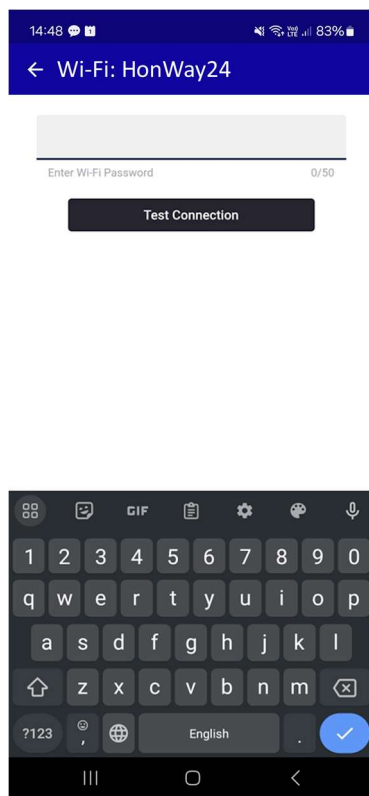 14:48 83%
Wi-Fi: HonWay24
Enter Wi-Fi Password 0/50
Test Connection
GIF
1 2 3 4 5 6 7 8 9 0
q w e r t y u i o p
a s d f g h j k l
z x c v b n m
?123 , English .